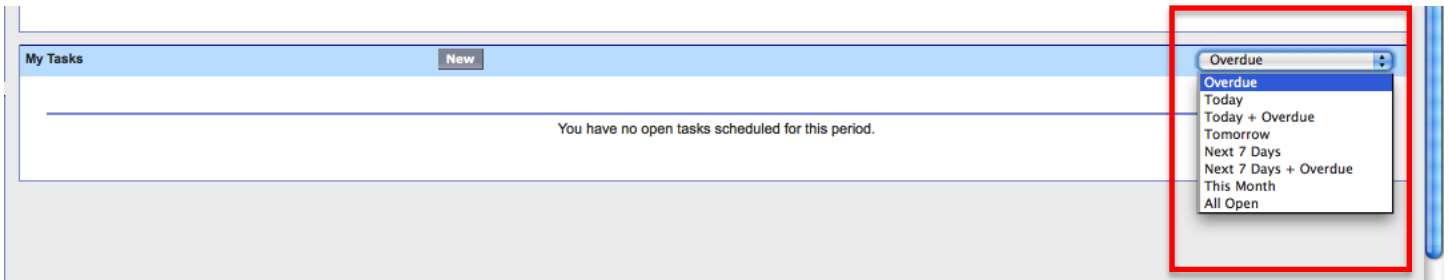 My Tasks New Overdue
Overdue
Today
Today + Overdue
Tomorrow
Next 7 Days
Next 7 Days + Overdue
This Month
All Open
You have no open tasks scheduled for this period.